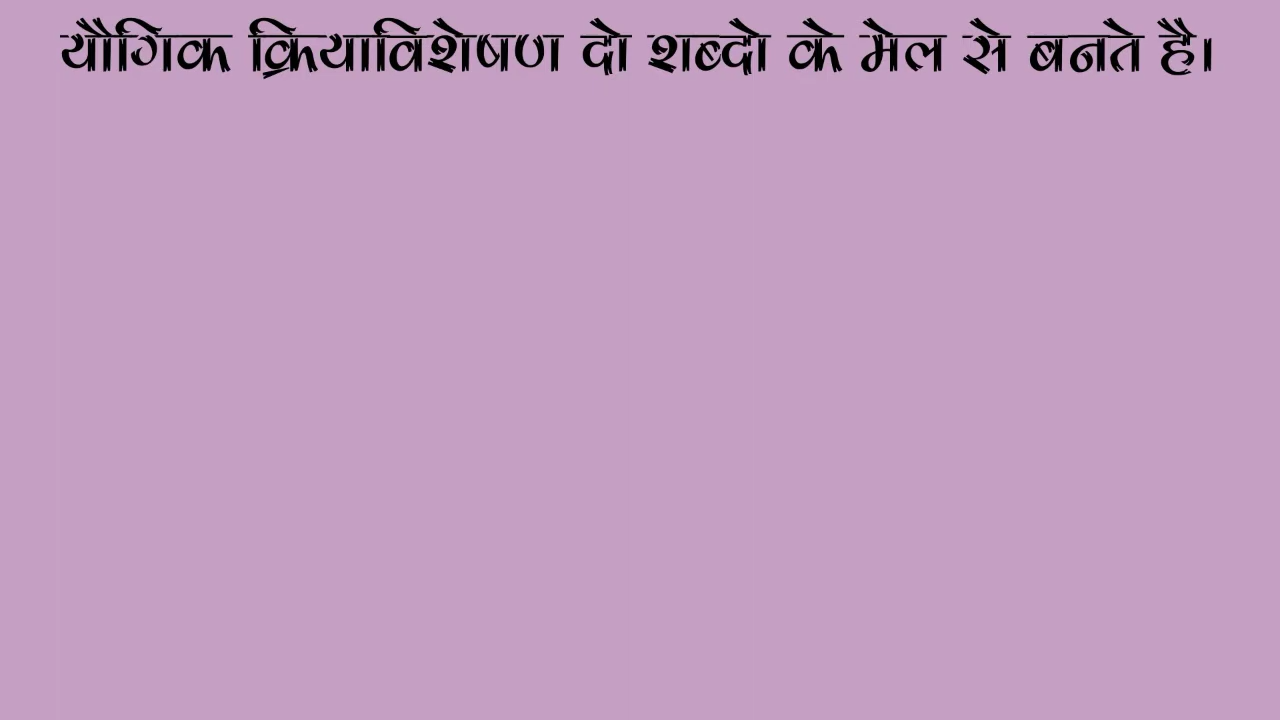 यौगिक क्रियाविशेषण दो शब्दो के मेल से बनते है।